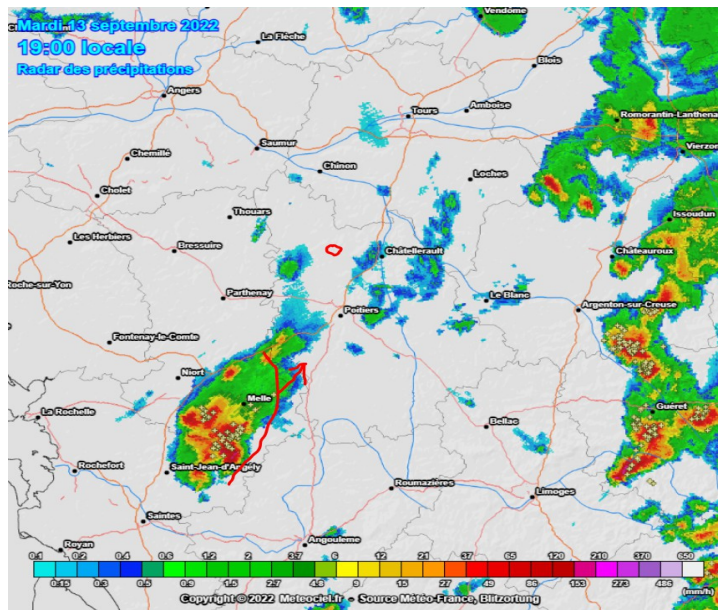 Mardi 13 septembre 2022
19:00 locale
Radar des précipitations
Vendôme
La Flèche
Blois
Angers
Tours
Amboise
Romorantin-Lanthena
Vierzon
Saumur
Chemillé
Chinon
Loches
Cholet
Thouars
Issoudun
Les Herbiers
Bressuire
Châtellerault
Châteauroux
Roche-sur-Yon
Parthenay
Le Blanc
Poitiers
Argenton-sur-Creuse
Fontenay-le-Comte
Niort
Melle
La Rochelle
Guéret
Bellac
Rochefort
Saint-Jean-d'Angély
Roumazières
Limoges
Saintes
Royan
Angouleme
0.1 0.2 0.4 0.6 1.2 2 3.7 6 12 21 37 65 120 210 370 650
0.15 0.3 0.5 0.9 1.5 2.7 4.8 9 15 27 49 86 153 273 486 (mm/h)
Copyright © 2022 Meteociel.fr - Source Météo-France, Blitzortung